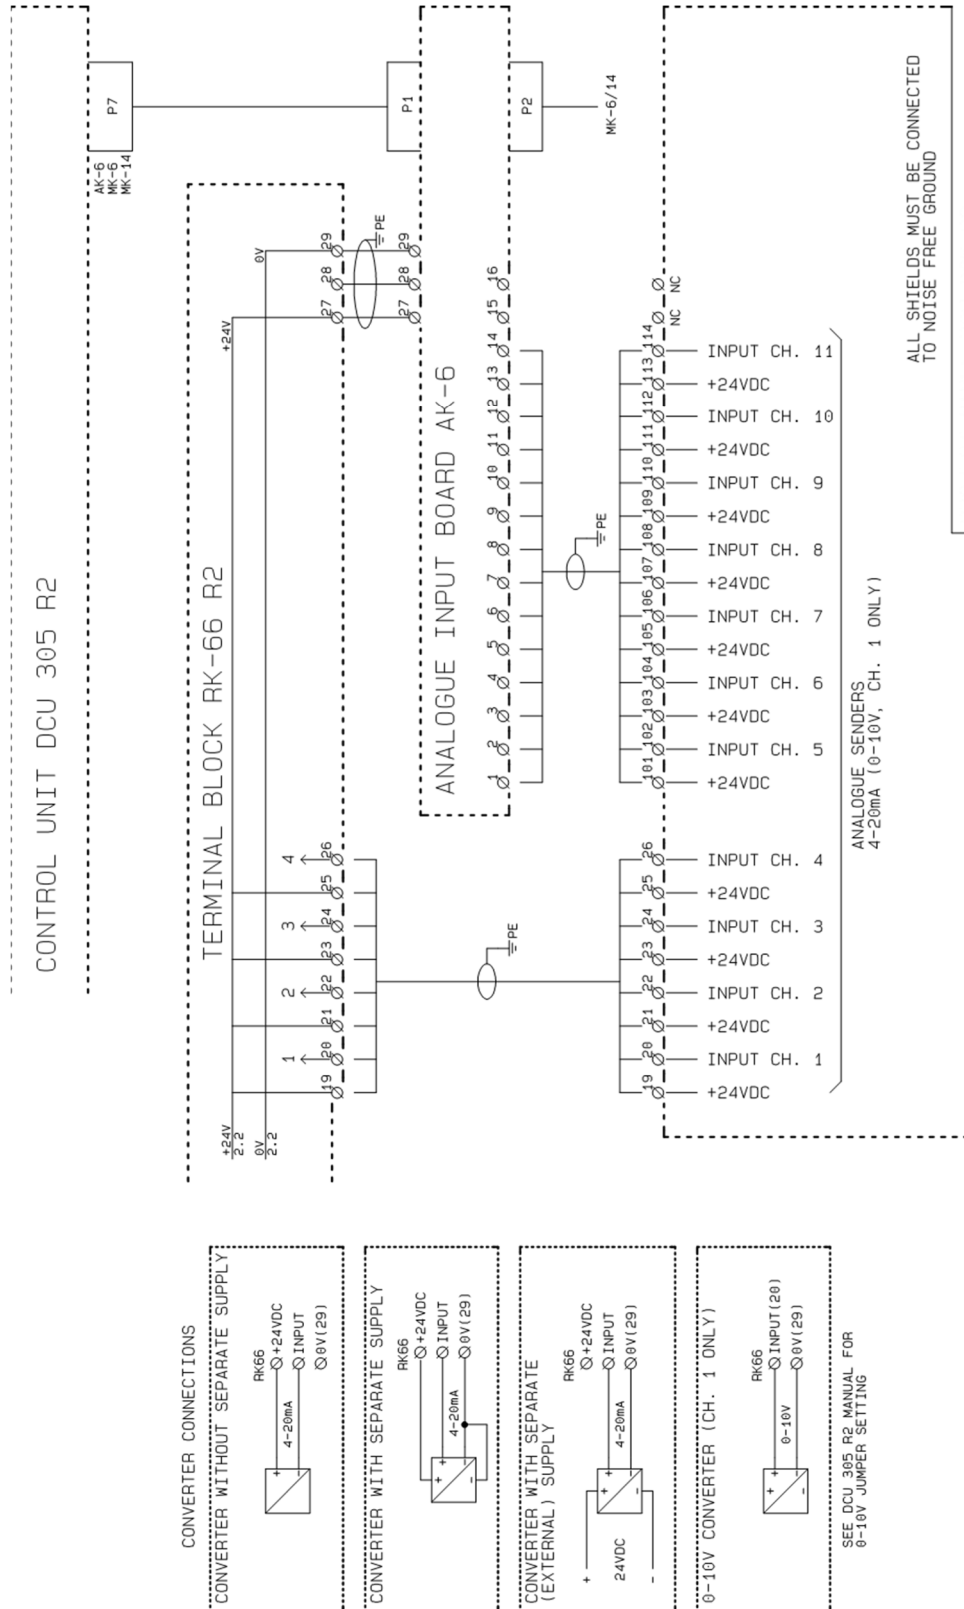 CONTROL UNIT DCU 305 R2
P7
AK-6
MK-6
MK-14
P1
P2
MK-6/14
TERMINAL BLOCK RK-66 R2
+24V
2.2
0V
2.2
+24V
0V
1
2
3
4
19
20
21
22
23
24
25
26
27
28
29
PE
27
28
29
ANALOGUE INPUT BOARD AK-6
1
2
3
4
5
6
7
8
9
10
11
12
13
14
15
16
PE
PE
19
20
21
22
23
24
25
26
101
102
103
104
105
106
107
108
109
110
111
112
113
114
NC
NC
+24VDC
INPUT CH. 1
+24VDC
INPUT CH. 2
+24VDC
INPUT CH. 3
+24VDC
INPUT CH. 4
+24VDC
INPUT CH. 5
+24VDC
INPUT CH. 6
+24VDC
INPUT CH. 7
+24VDC
INPUT CH. 8
+24VDC
INPUT CH. 9
+24VDC
INPUT CH. 10
+24VDC
INPUT CH. 11
ANALOGUE SENDERS
4-20mA (0-10V, CH. 1 ONLY)
ALL SHIELDS MUST BE CONNECTED
TO NOISE FREE GROUND
CONVERTER CONNECTIONS
CONVERTER WITHOUT SEPARATE SUPPLY
RK66
+24VDC
INPUT
0V(29)
4-20mA
+
-
CONVERTER WITH SEPARATE SUPPLY
RK66
+24VDC
INPUT
0V(29)
4-20mA
+
+
-
-
CONVERTER WITH SEPARATE
(EXTERNAL) SUPPLY
RK66
+24VDC
INPUT
0V(29)
4-20mA
+
+
-
-
+
24VDC
-
0-10V CONVERTER (CH. 1 ONLY)
RK66
INPUT(20)
0V(29)
0-10V
+
-
SEE DCU 305 R2 MANUAL FOR
0-10V JUMPER SETTING